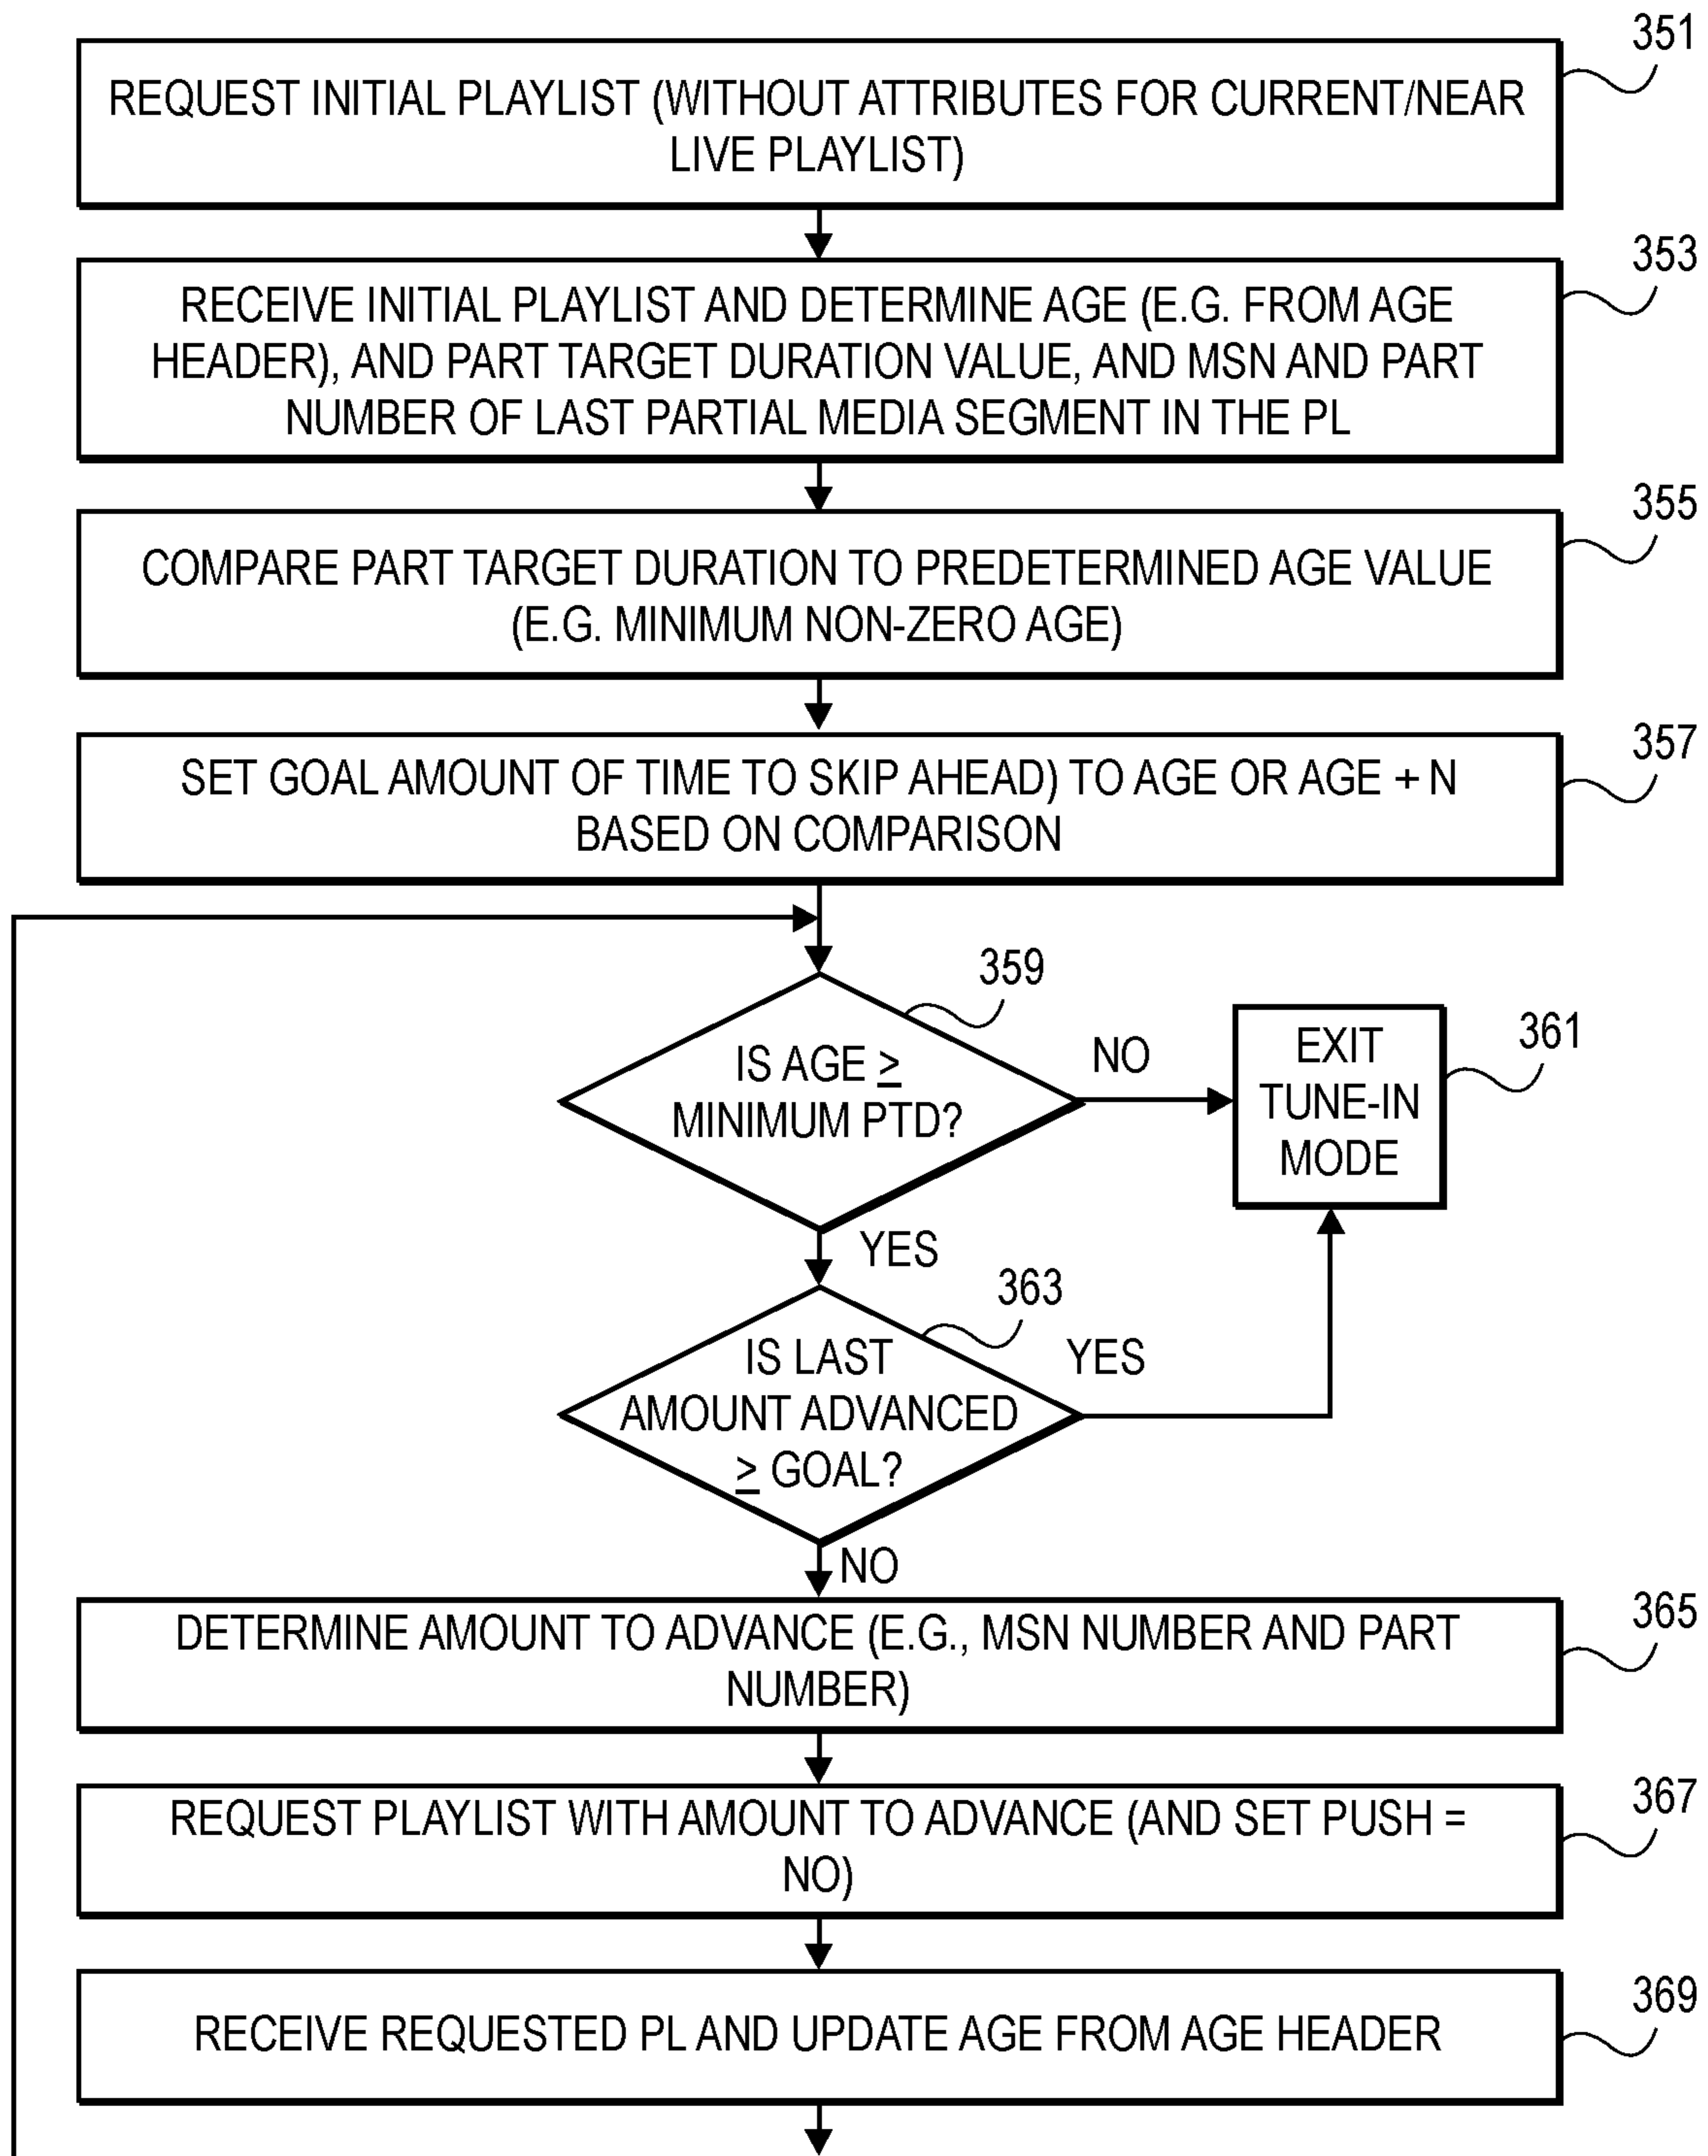 351
REQUEST INITIAL PLAYLIST (WITHOUT ATTRIBUTES FOR CURRENT/NEAR
LIVE PLAYLIST)
353
RECEIVE INITIAL PLAYLIST AND DETERMINE AGE (E.G. FROM AGE
HEADER), AND PART TARGET DURATION VALUE, AND MSN AND PART
NUMBER OF LAST PARTIAL MEDIA SEGMENT IN THE PL
355
COMPARE PART TARGET DURATION TO PREDETERMINED AGE VALUE
(E.G. MINIMUM NON-ZERO AGE)
357
SET GOAL AMOUNT OF TIME TO SKIP AHEAD) TO AGE OR AGE + N
BASED ON COMPARISON
359
IS AGE ≥
MINIMUM PTD?
NO
361
EXIT
TUNE-IN
MODE
YES
363
IS LAST
AMOUNT ADVANCED
≥ GOAL?
YES
NO
365
DETERMINE AMOUNT TO ADVANCE (E.G., MSN NUMBER AND PART
NUMBER)
367
REQUEST PLAYLIST WITH AMOUNT TO ADVANCE (AND SET PUSH =
NO)
369
RECEIVE REQUESTED PL AND UPDATE AGE FROM AGE HEADER